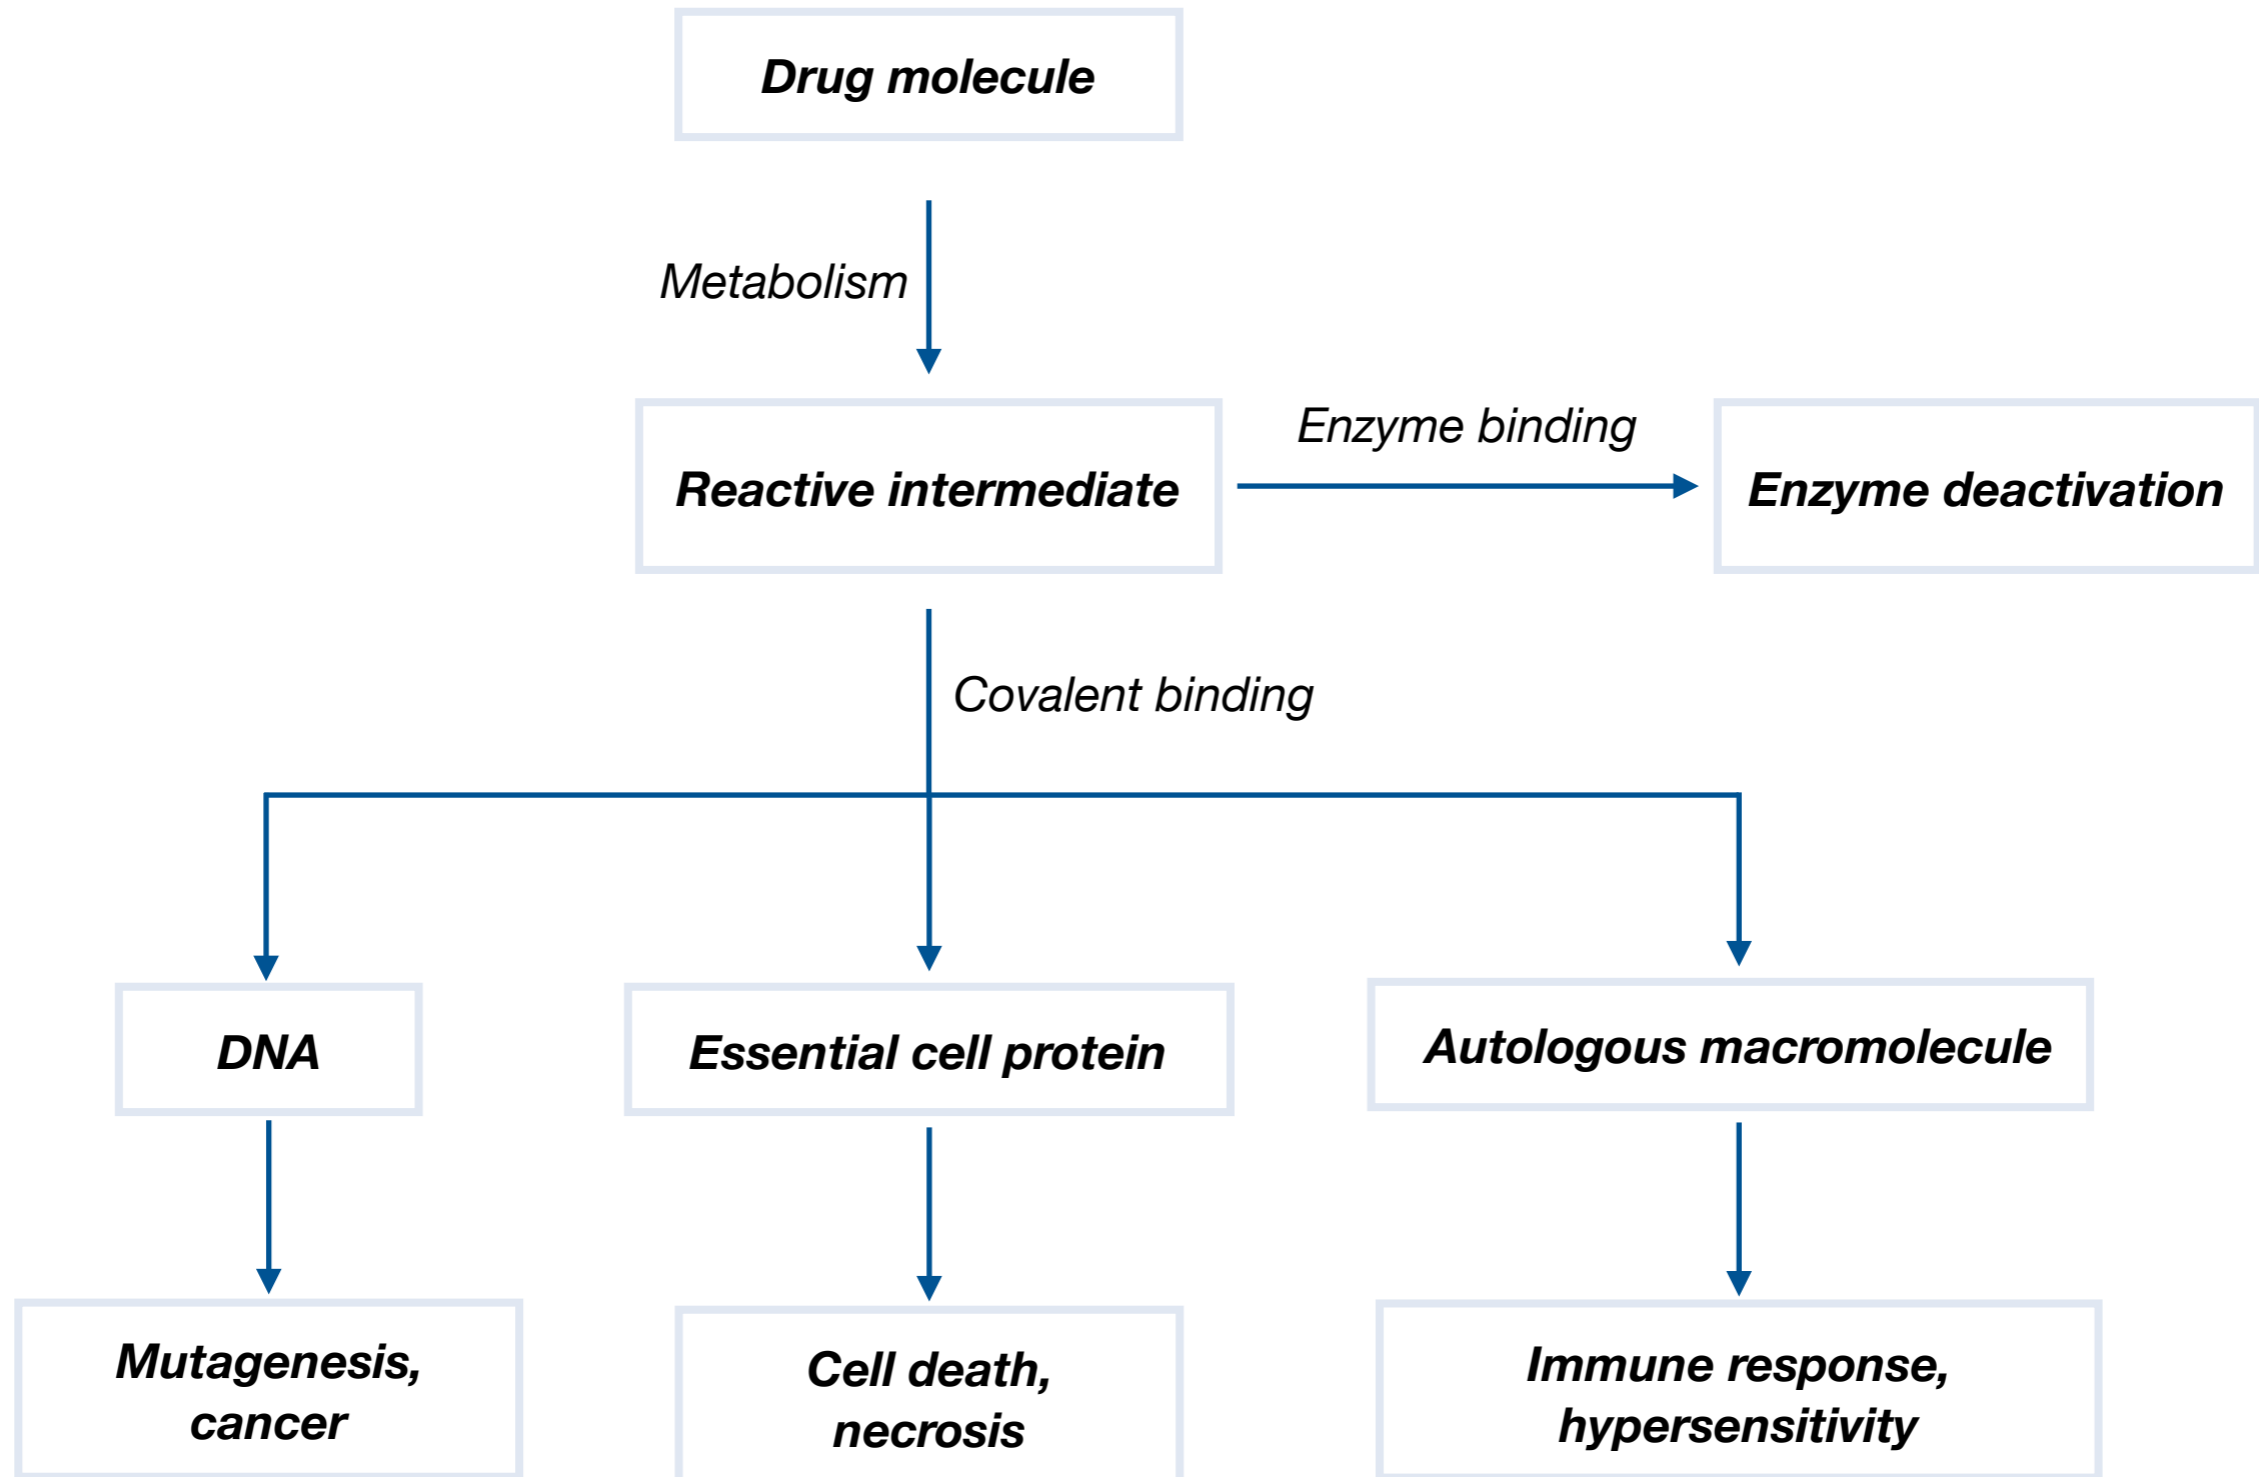 Drug molecule
Metabolism
Enzyme binding
Reactive intermediate
Enzyme deactivation
Covalent binding
DNA
Essential cell protein
Autologous macromolecule
Mutagenesis,
cancer
Cell death,
necrosis
Immune response,
hypersensitivity